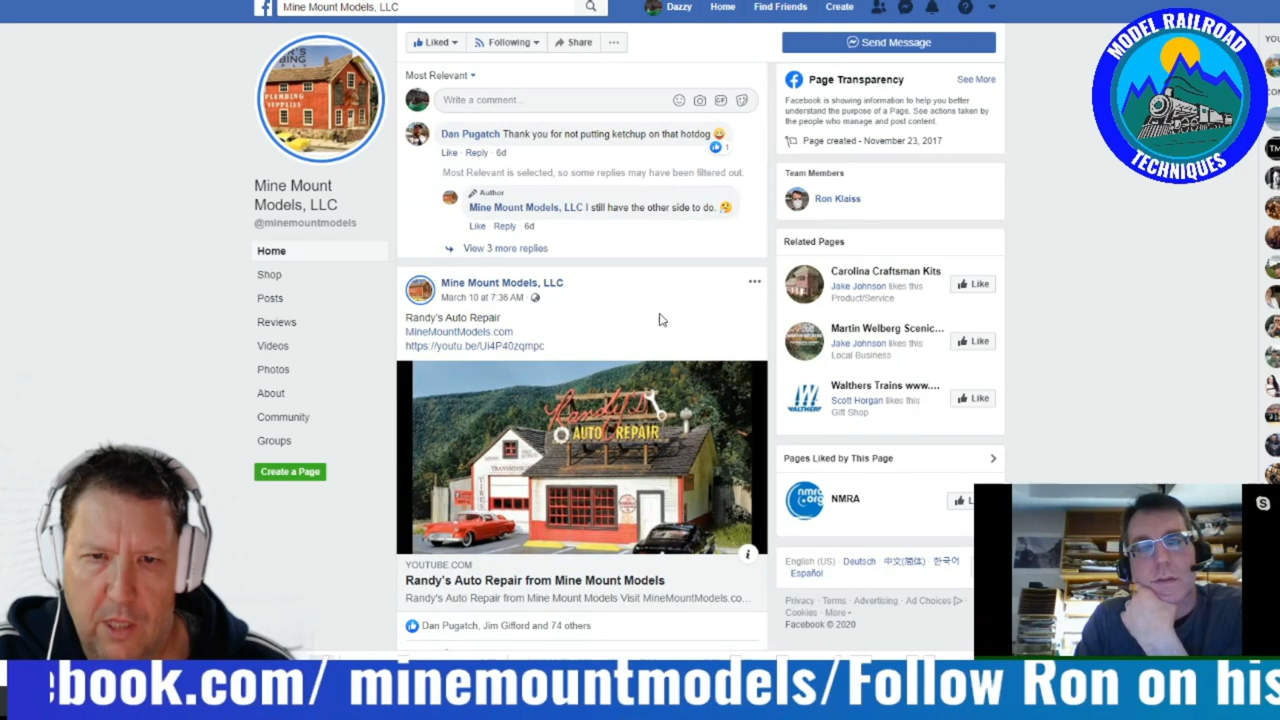 Mine Mount Models, LLC
Dazzy
Home
Find Friends
Create
PLUMBING
SUPPLIES
Mine Mount
Models, LLC
@minemountmodels
Home
Shop
Posts
Reviews
Videos
Photos
About
Community
Groups
Create a Page
Liked
Following
Share
Most Relevant
Write a comment...
GIF
Dan Pugatch Thank you for not putting ketchup on that hotdog
1
Like · Reply · 6d
Most Relevant is selected, so some replies may have been filtered out.
Author
Mine Mount Models, LLC I still have the other side to do.
Like · Reply · 6d
View 3 more replies
Mine Mount Models, LLC
March 10 at 7:36 AM ·
Randy's Auto Repair
MineMountModels.com
https://youtu.be/Ui4P40zqmpc
Randy's
AUTO REPAIR
TRANSMISSION
TIRES
YOUTUBE.COM
Randy's Auto Repair from Mine Mount Models
Randy's Auto Repair from Mine Mount Models Visit MineMountModels.co...
Dan Pugatch, Jim Gifford and 74 others
Send Message
Page Transparency
See More
Facebook is showing information to help you better
understand the purpose of a Page. See actions taken by
the people who manage and post content.
Page created - November 23, 2017
Team Members
Ron Klaiss
Related Pages
Carolina Craftsman Kits
Jake Johnson likes this
Product/Service
Like
Martin Welberg Scenic...
Jake Johnson likes this
Local Business
Like
WALTHERS
Walthers Trains www....
Scott Horgan likes this
Gift Shop
Like
Pages Liked by This Page
nmra
.org
NMRA
English (US) Deutsch 中文(简体) 한국어
Español
Privacy · Terms · Advertising · Ad Choices
Cookies · More
Facebook © 2020
MODEL RAILROAD
TECHNIQUES
YOU
TM
book.com/ minemountmodels/Follow Ron on his